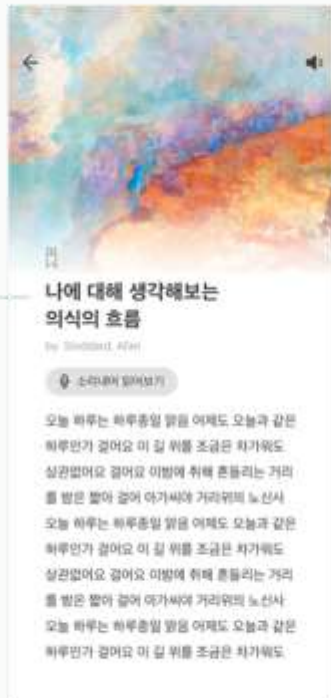 나에 대해 생각해보는
의식의 흐름
by. Stoddard, Allen
소리내어 읽어보기
오늘 하루는 하루종일 맑음 어제도 오늘과 같은
하루인가 걸어요 이 길 위를 조금은 차가워도
상관없어요 걸어요 이밤에 취해 흔들리는 거리
를 밤은 짧아 걸어 아가씨야 거리위의 노신사
오늘 하루는 하루종일 맑음 어제도 오늘과 같은
하루인가 걸어요 이 길 위를 조금은 차가워도
상관없어요 걸어요 이밤에 취해 흔들리는 거리
를 밤은 짧아 걸어 아가씨야 거리위의 노신사
오늘 하루는 하루종일 맑음 어제도 오늘과 같은
하루인가 걸어요 이 길 위를 조금은 차가워도